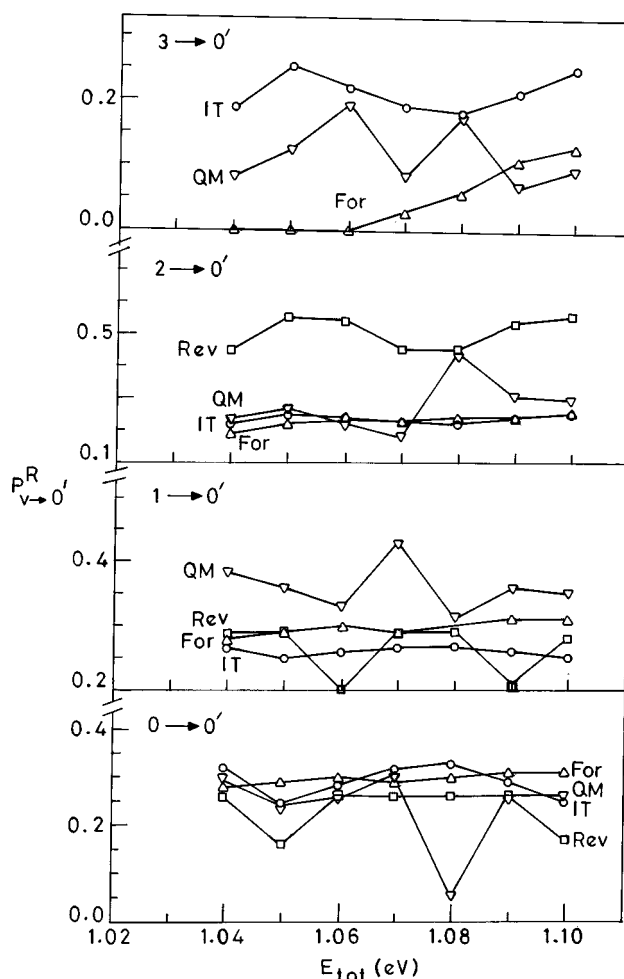 3 → 0'
0.2
IT
QM
For
0.0
2 → 0'
0.5
Rev
QM
IT
For
0.1
P^R_{v→0'}
1 → 0'
0.4
QM
Rev
For
IT
0.2
0 → 0'
0.4
For
QM
IT
Rev
0.2
0.0
1.02 1.04 1.06 1.08 1.10
E_tot (eV)